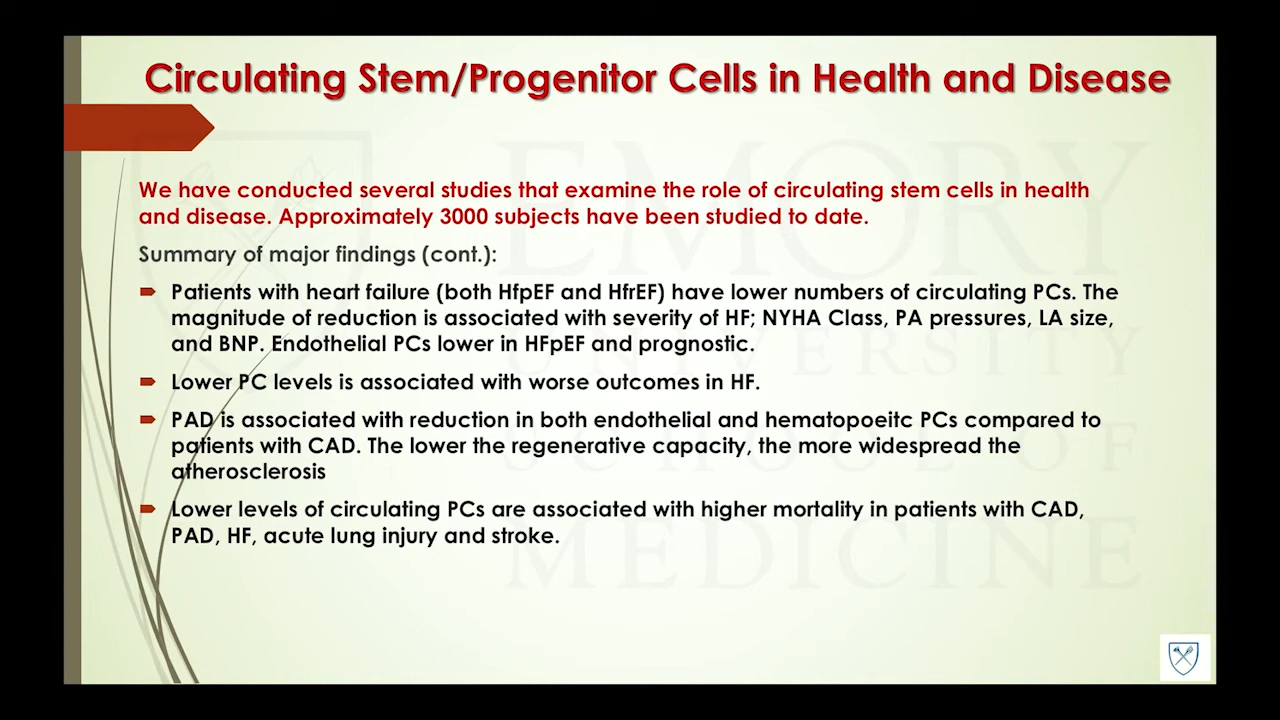 Circulating Stem/Progenitor Cells in Health and Disease
We have conducted several studies that examine the role of circulating stem cells in health
and disease. Approximately 3000 subjects have been studied to date.
Summary of major findings (cont.):
Patients with heart failure (both HfpEF and HfrEF) have lower numbers of circulating PCs. The
magnitude of reduction is associated with severity of HF; NYHA Class, PA pressures, LA size,
and BNP. Endothelial PCs lower in HFpEF and prognostic.
Lower PC levels is associated with worse outcomes in HF.
PAD is associated with reduction in both endothelial and hematopoeitc PCs compared to
patients with CAD. The lower the regenerative capacity, the more widespread the
atherosclerosis
Lower levels of circulating PCs are associated with higher mortality in patients with CAD,
PAD, HF, acute lung injury and stroke.
EMORY
UNIVERSITY
SCHOOL OF
MEDICINE